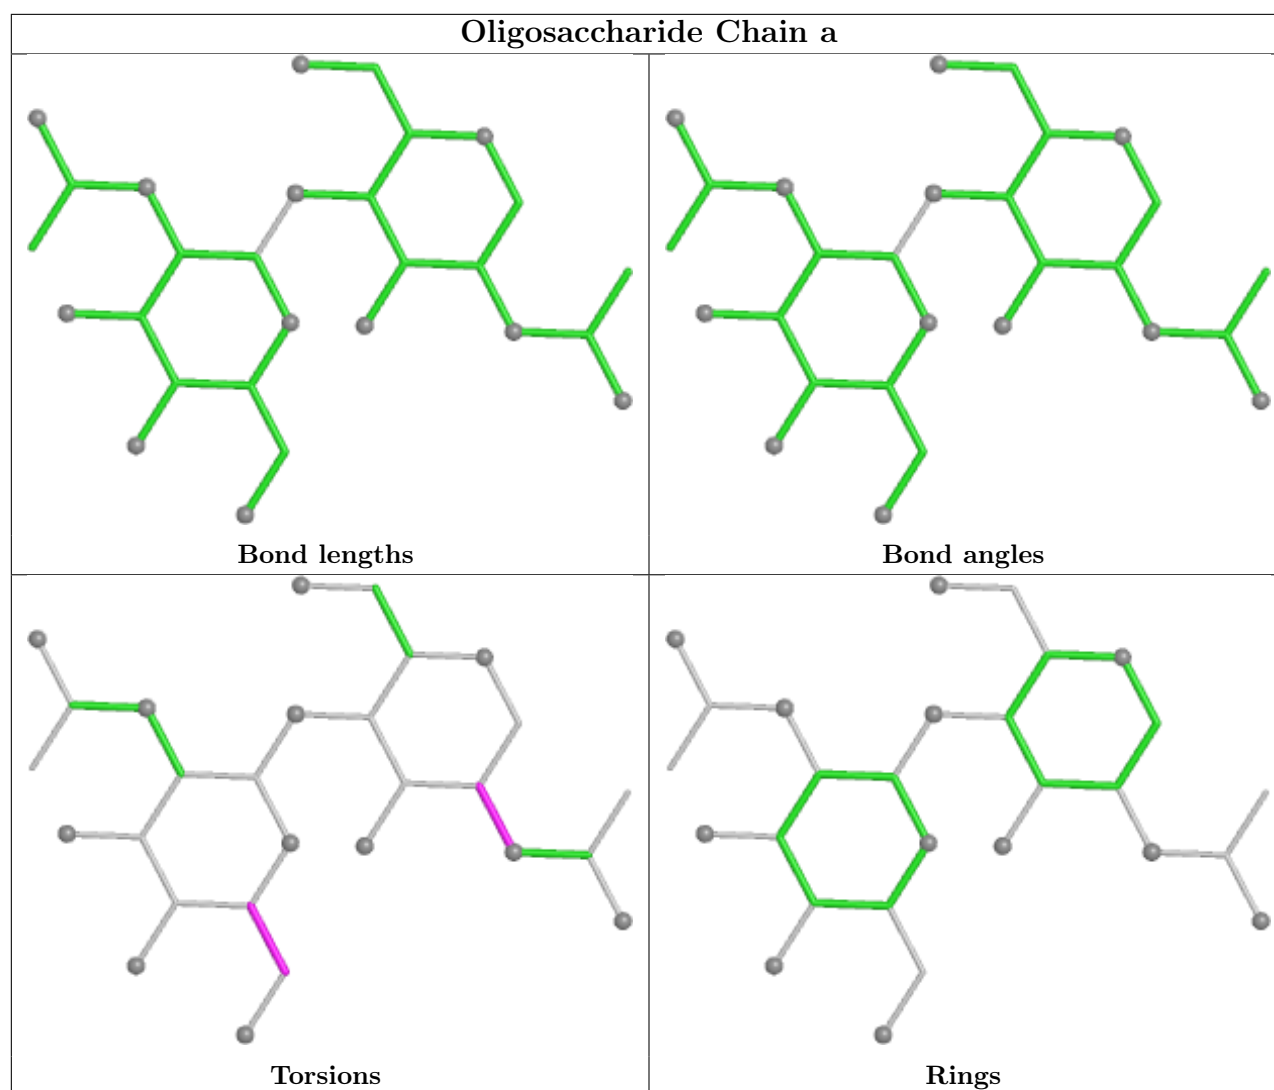 Oligosaccharide Chain a
Bond lengths
Bond angles
Torsions
Rings